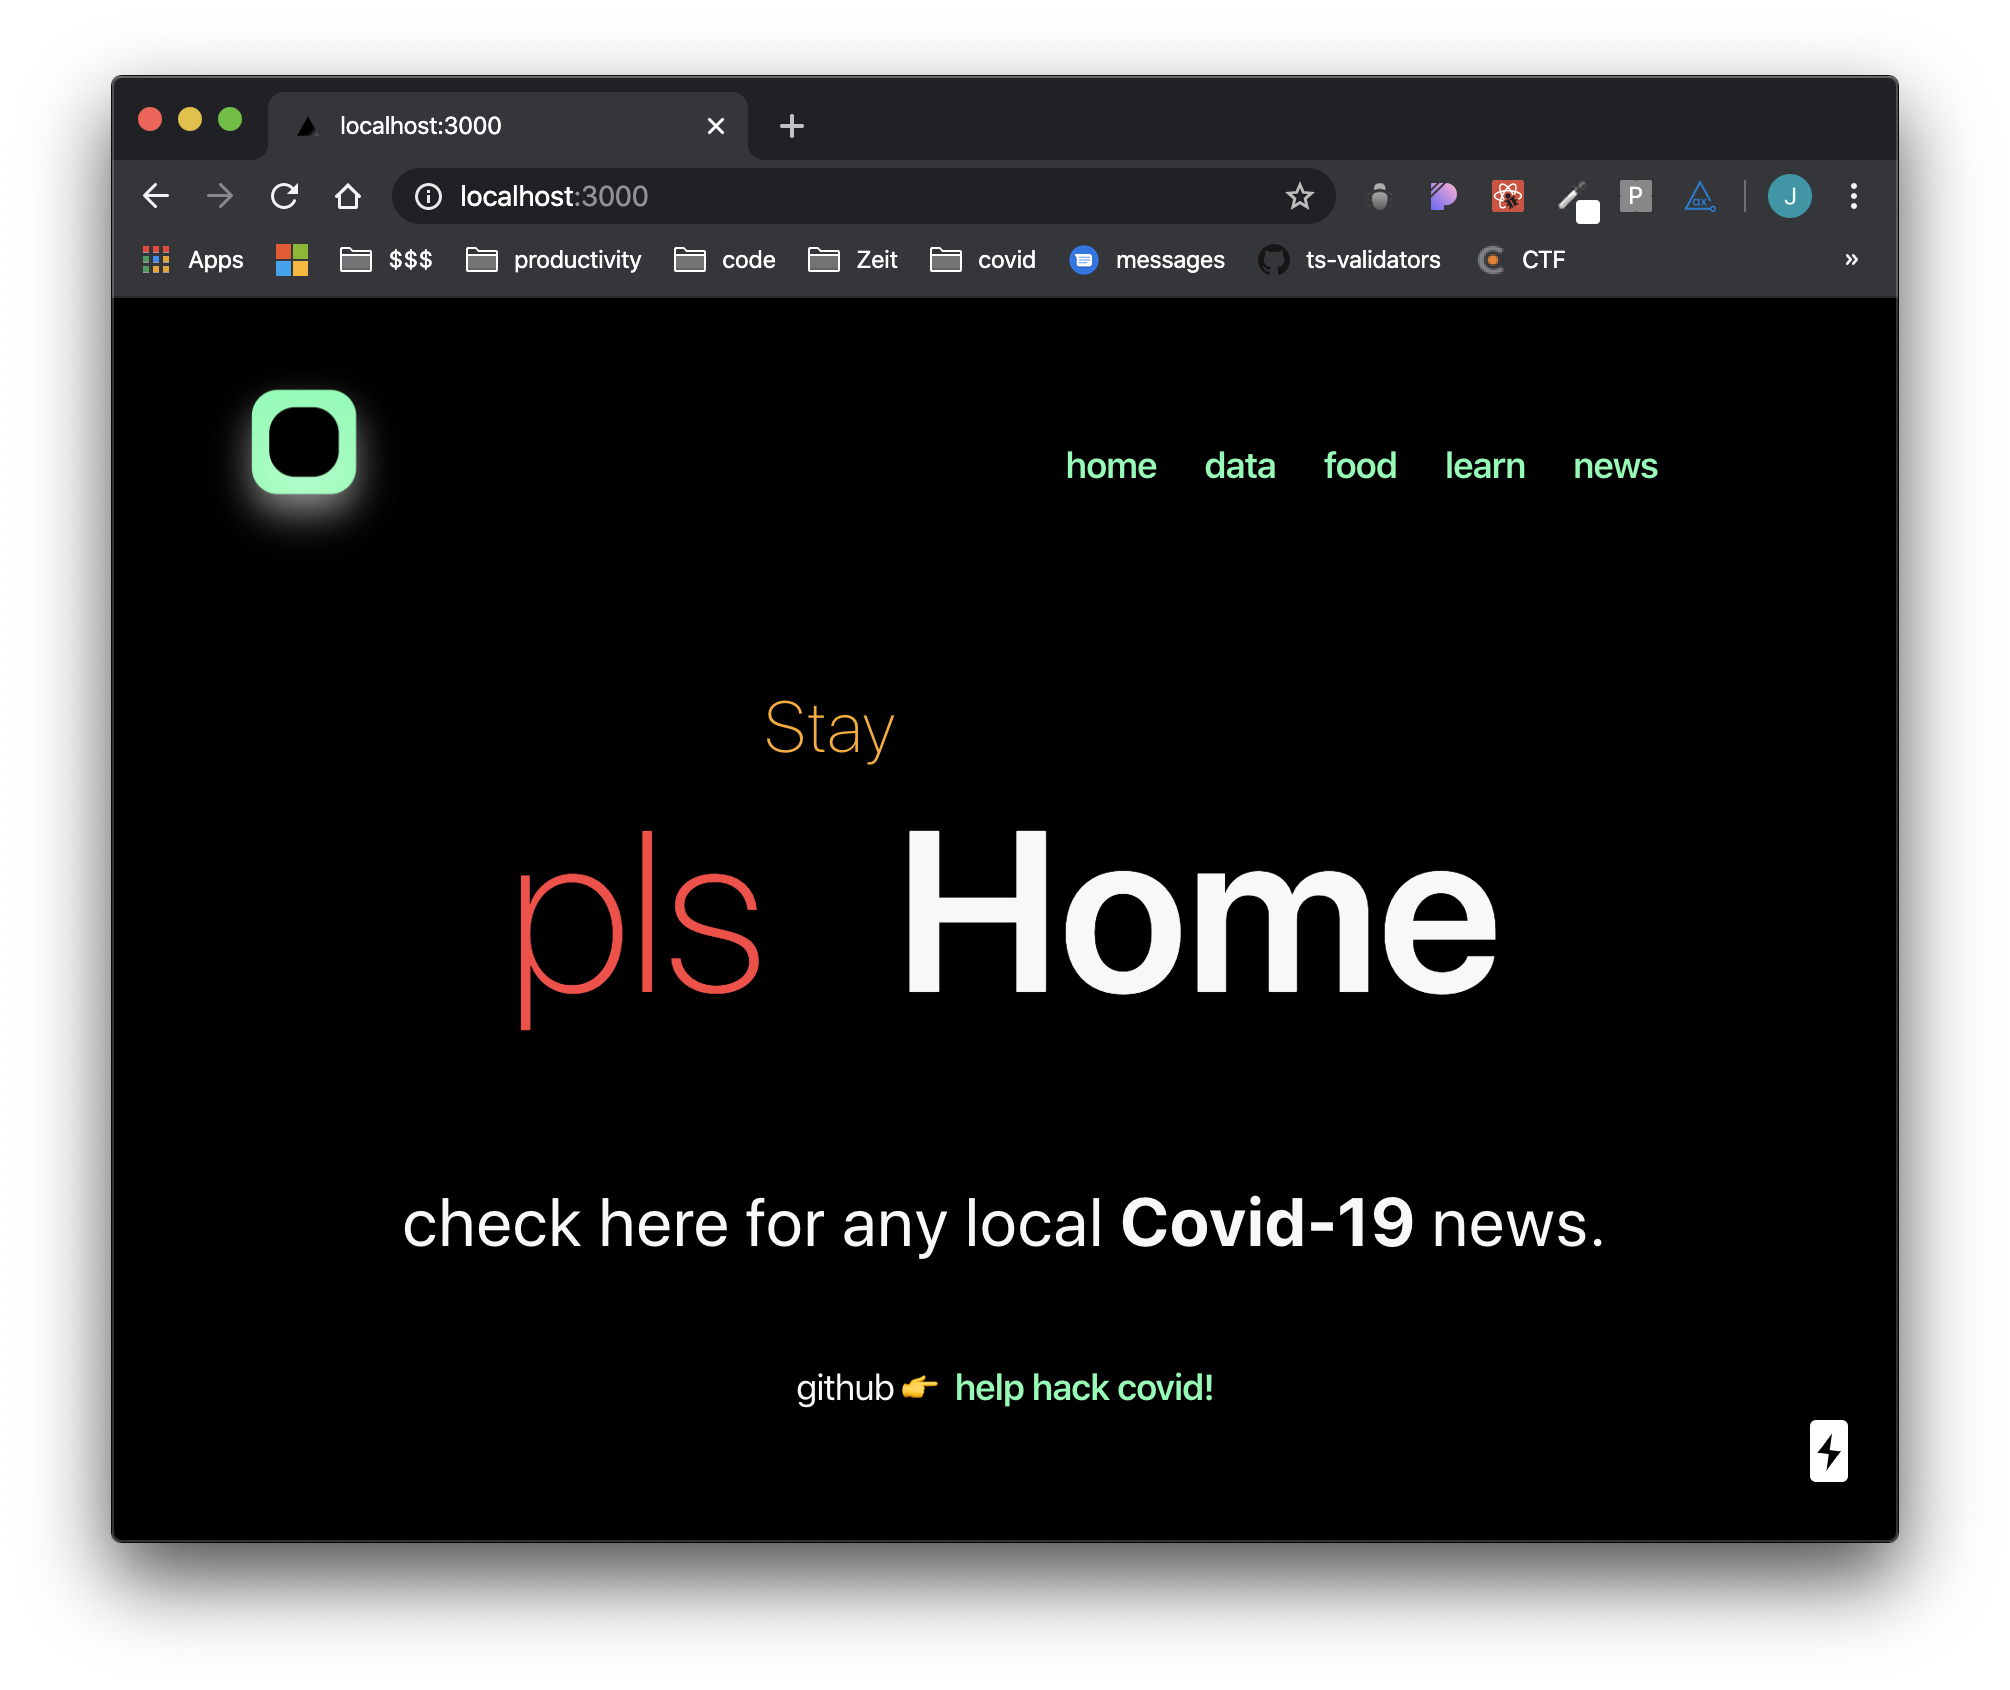 localhost:3000
localhost:3000
P
ax
J
Apps $$$ productivity code Zeit covid messages ts-validators CTF »
home data food learn news
Stay
pls Home
check here for any local Covid-19 news.
github 👉 help hack covid!